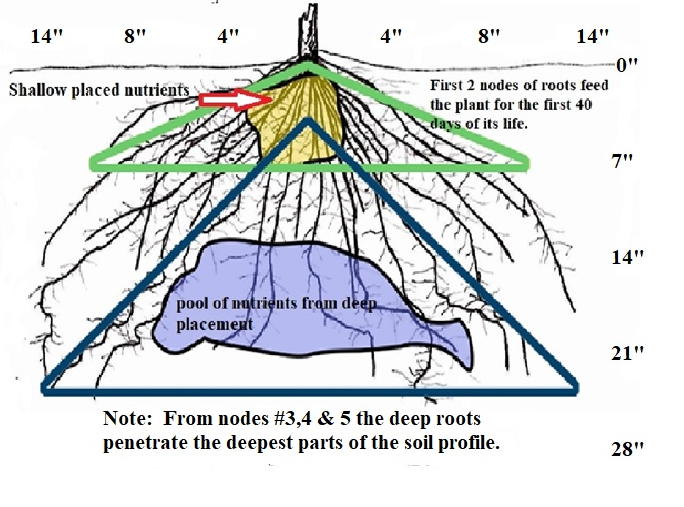 14" 8" 4" 4" 8" 14"
0"
Shallow placed nutrients
First 2 nodes of roots feed
the plant for the first 40
days of its life.
7"
14"
pool of nutrients from deep
placement
21"
Note: From nodes #3,4 & 5 the deep roots
penetrate the deepest parts of the soil profile.
28"